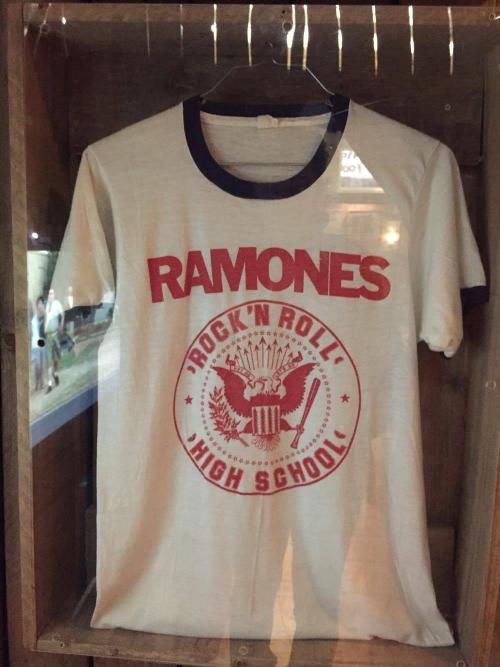 RAMONES
›ROCK'N ROLL‹
›HIGH SCHOOL‹